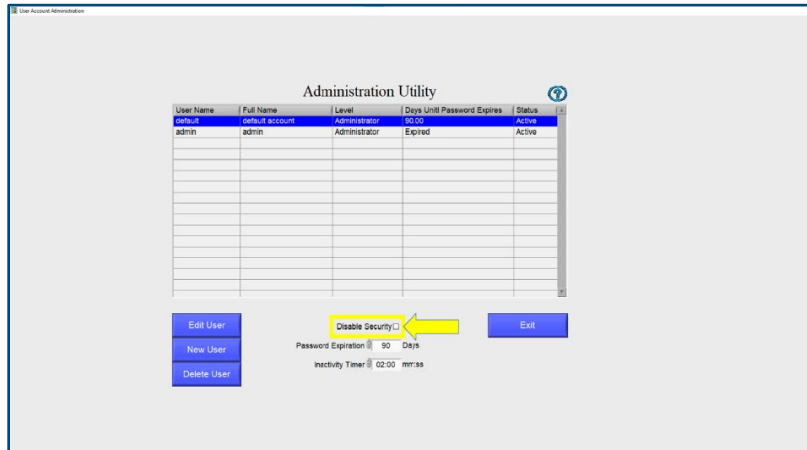 User Account Administration
Administration Utility
User Name Full Name Level Days Unitl Password Expires Status
default default account Administrator 90.00 Active
admin admin Administrator Expired Active
Edit User
Disable Security
Exit
New User
Password Expiration 90 Days
Inactivity Timer 02:00 mm:ss
Delete User